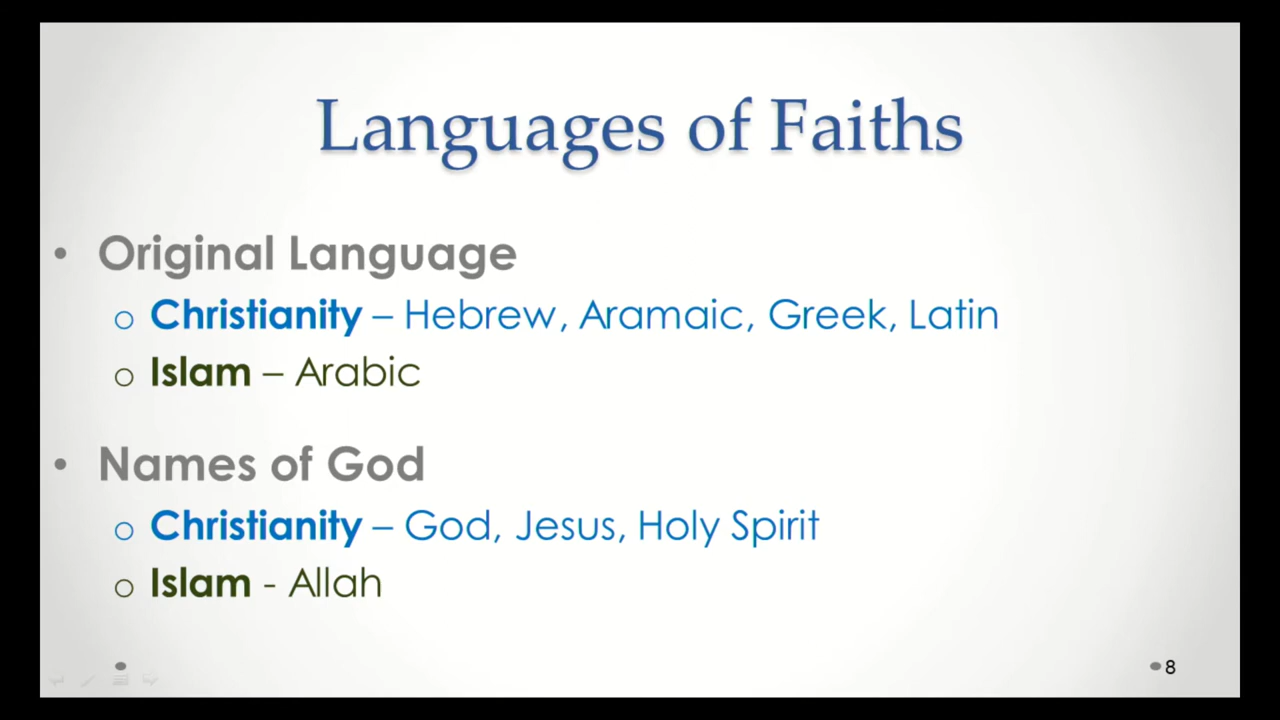 Languages of Faiths
• Original Language
o Christianity – Hebrew, Aramaic, Greek, Latin
o Islam – Arabic
• Names of God
o Christianity – God, Jesus, Holy Spirit
o Islam - Allah
8